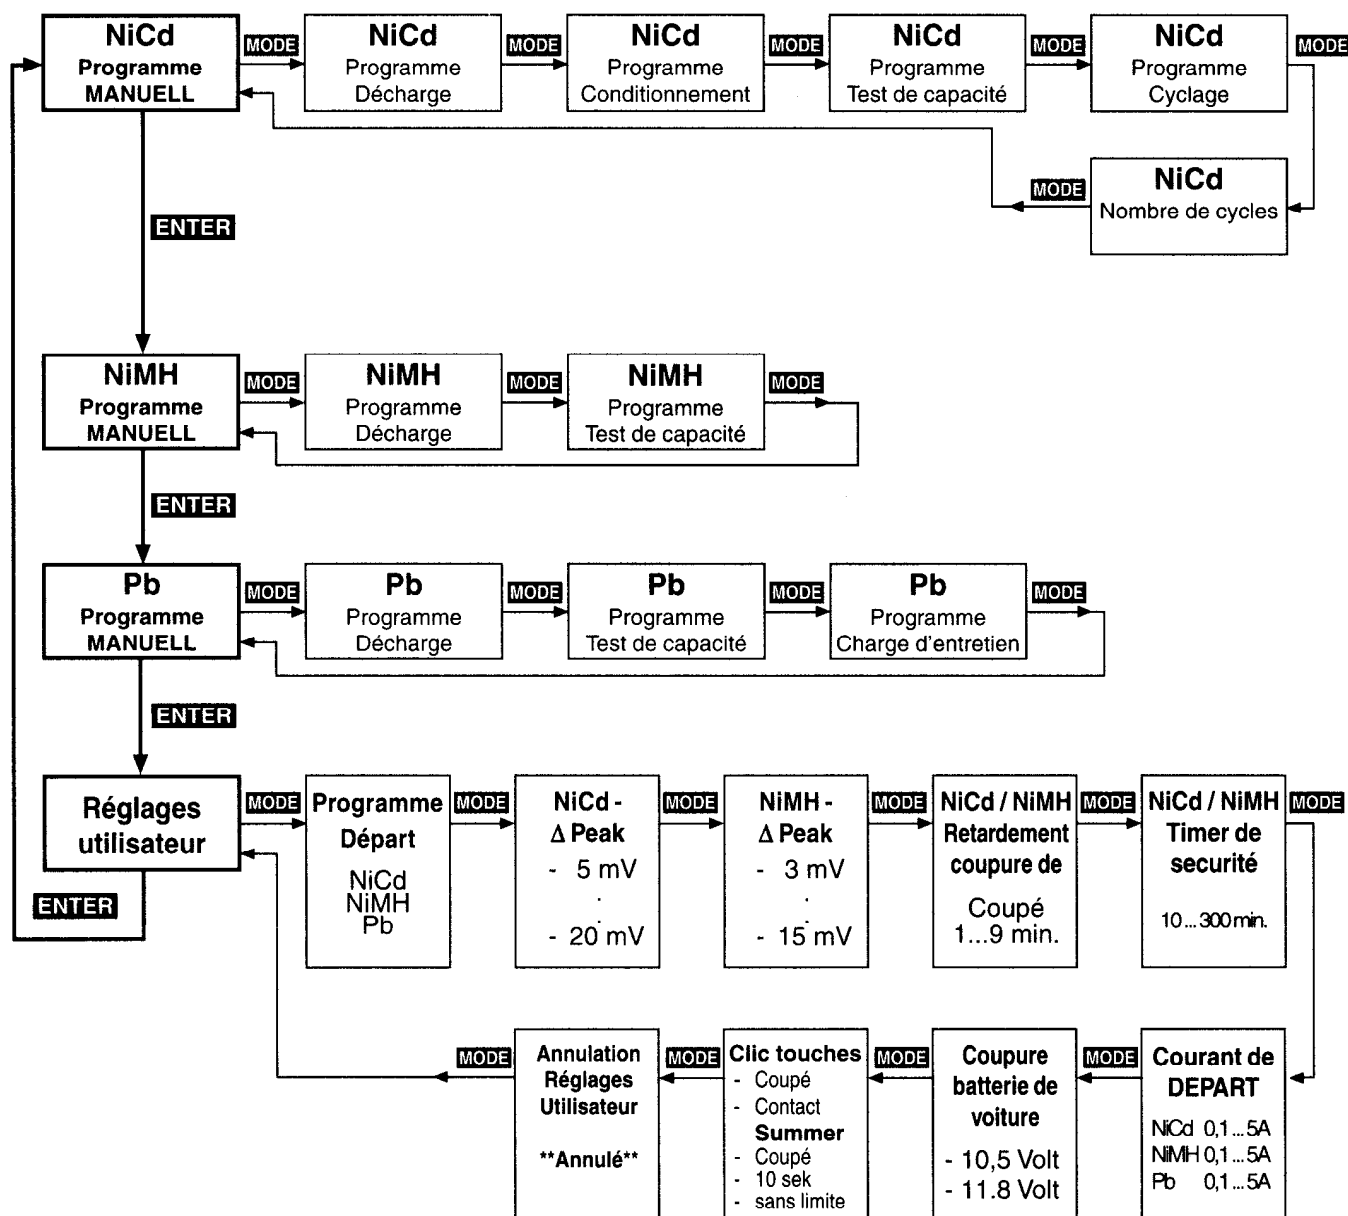 NiCd
Programme
MANUELL
MODE
NiCd
Programme
Décharge
MODE
NiCd
Programme
Conditionnement
MODE
NiCd
Programme
Test de capacité
MODE
NiCd
Programme
Cyclage
MODE
NiCd
Nombre de cycles
MODE
ENTER
NiMH
Programme
MANUELL
MODE
NiMH
Programme
Décharge
MODE
NiMH
Programme
Test de capacité
MODE
ENTER
Pb
Programme
MANUELL
MODE
Pb
Programme
Décharge
MODE
Pb
Programme
Test de capacité
MODE
Pb
Programme
Charge d'entretien
MODE
ENTER
Réglages
utilisateur
MODE
Programme
Départ
NiCd
NiMH
Pb
MODE
NiCd -
Δ Peak
- 5 mV
.
.
- 20 mV
MODE
NiMH -
Δ Peak
- 3 mV
.
.
- 15 mV
MODE
NiCd / NiMH
Retardement
coupure de
Coupé
1...9 min.
MODE
NiCd / NiMH
Timer de
securité
10...300 min.
MODE
ENTER
Courant de
DEPART
NiCd 0,1...5A
NiMH 0,1...5A
Pb 0,1...5A
MODE
Coupure
batterie de
voiture
- 10,5 Volt
- 11.8 Volt
MODE
Clic touches
- Coupé
- Contact
Summer
- Coupé
- 10 sek
- sans limite
MODE
Annulation
Réglages
Utilisateur
**Annulé**
MODE